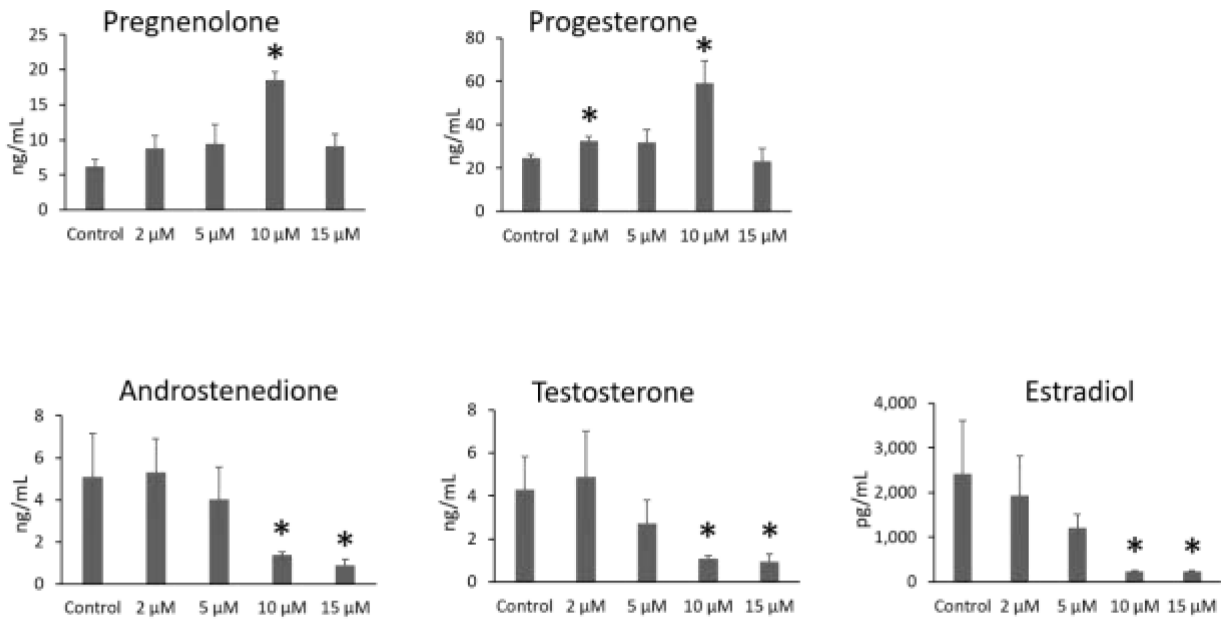 Pregnenolone
25
20
15
10
5
0
ng/mL
*
Control 2 µM 5 µM 10 µM 15 µM
Progesterone
80
60
40
20
0
ng/mL
* *
Control 2 µM 5 µM 10 µM 15 µM
Androstenedione
8
6
4
2
0
ng/mL
* *
Control 2 µM 5 µM 10 µM 15 µM
Testosterone
8
6
4
2
0
ng/mL
* *
Control 2 µM 5 µM 10 µM 15 µM
Estradiol
4,000
3,000
2,000
1,000
0
pg/mL
* *
Control 2 µM 5 µM 10 µM 15 µM